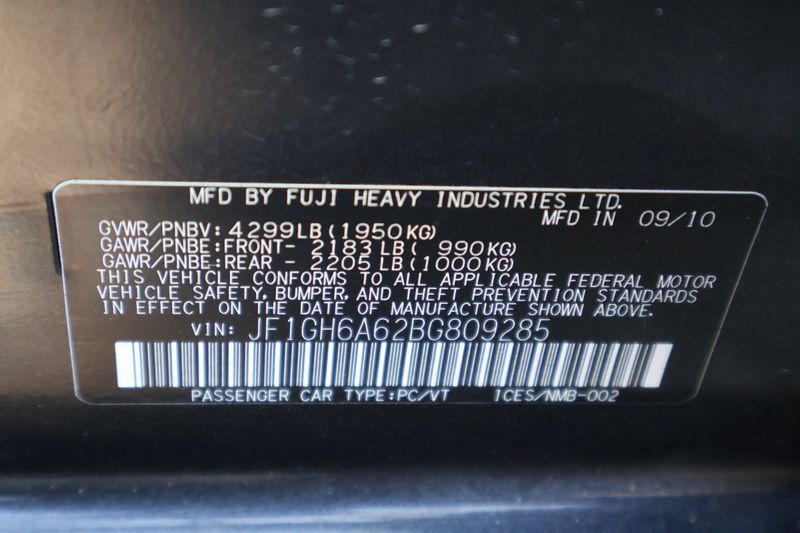 MFD BY FUJI HEAVY INDUSTRIES LTD.
MFD IN 09/10
GVWR/PNBV: 4299LB(1950KG)
GAWR/PNBE:FRONT- 2183LB( 990KG)
GAWR/PNBE:REAR - 2205LB(1000KG)
THIS VEHICLE CONFORMS TO ALL APPLICABLE FEDERAL MOTOR
VEHICLE SAFETY, BUMPER, AND THEFT PREVENTION STANDARDS
IN EFFECT ON THE DATE OF MANUFACTURE SHOWN ABOVE.
VIN: JF1GH6A62BG809285
PASSENGER CAR TYPE:PC/VT ICES/NMB-002